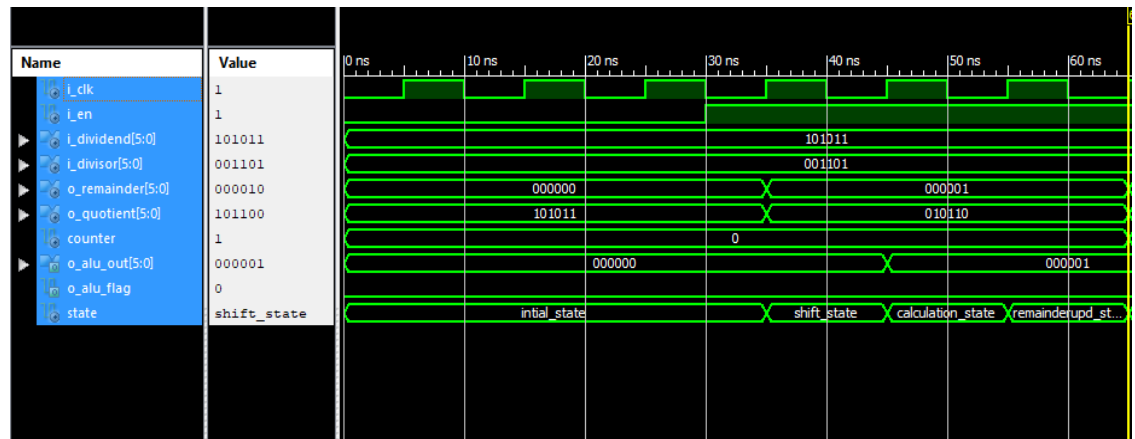 Name Value 0 ns 10 ns 20 ns 30 ns 40 ns 50 ns 60 ns
i_clk 1
i_en 1
i_dividend[5:0] 101011 101011
i_divisor[5:0] 001101 001101
o_remainder[5:0] 000010 000000 000001
o_quotient[5:0] 101100 101011 010110
counter 1 0
o_alu_out[5:0] 000001 000000 000001
o_alu_flag 0
state shift_state intial_state shift_state calculation_state remainderupd_st...